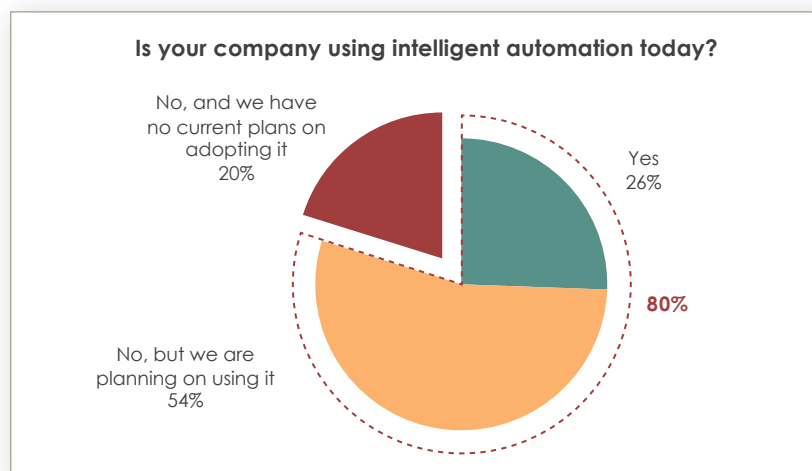 Is your company using intelligent automation today?
No, and we have
no current plans on
adopting it
20%
Yes
26%
80%
No, but we are
planning on using it
54%